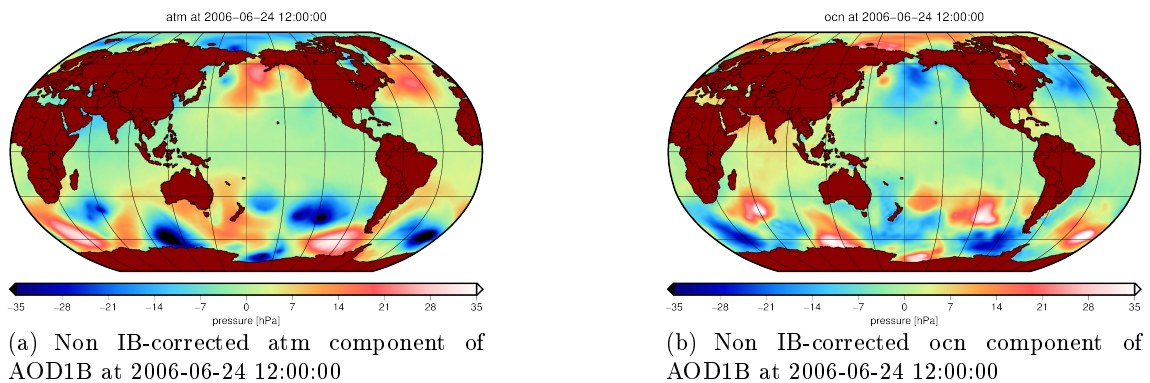 atm at 2006−06−24 12:00:00
−35 −28 −21 −14 −7 0 7 14 21 28 35
pressure [hPa]
(a) Non IB-corrected atm component of
AOD1B at 2006-06-24 12:00:00
ocn at 2006−06−24 12:00:00
−35 −28 −21 −14 −7 0 7 14 21 28 35
pressure [hPa]
(b) Non IB-corrected ocn component of
AOD1B at 2006-06-24 12:00:00